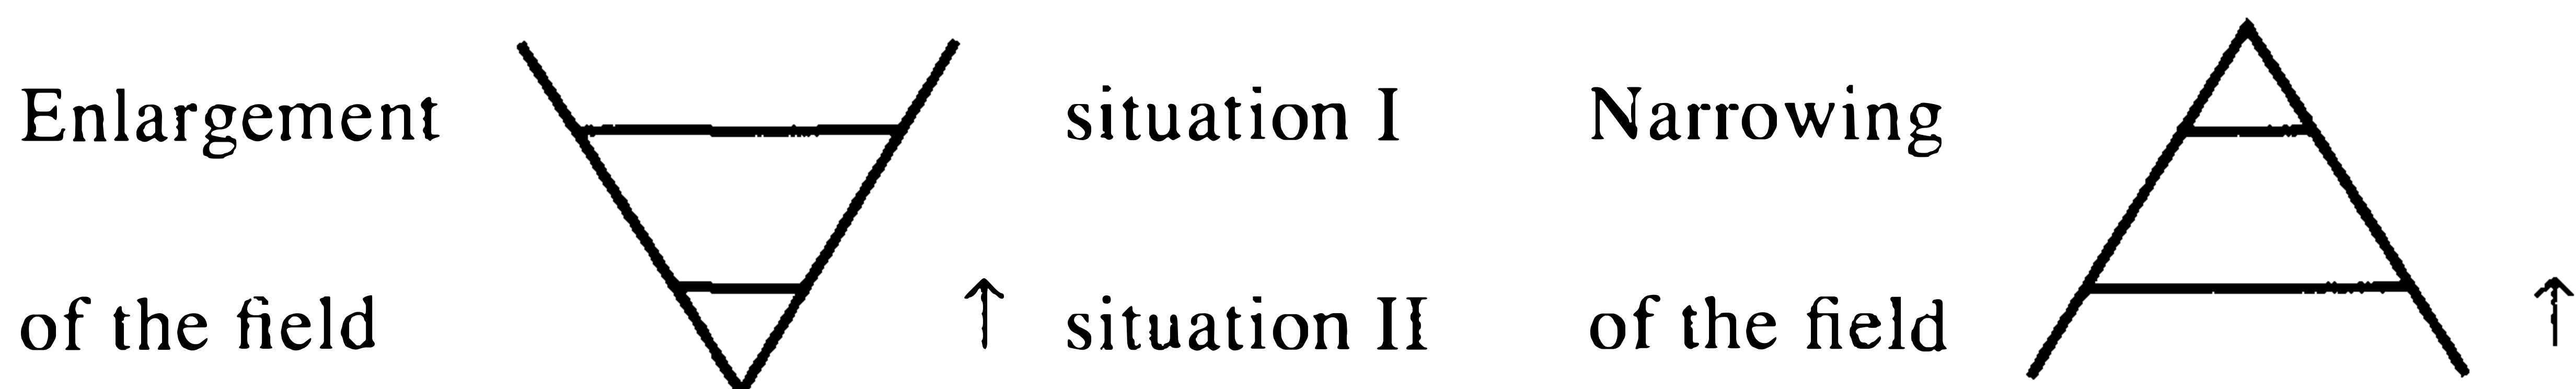 Enlargement situation I Narrowing
of the field ↑ situation II of the field ↑